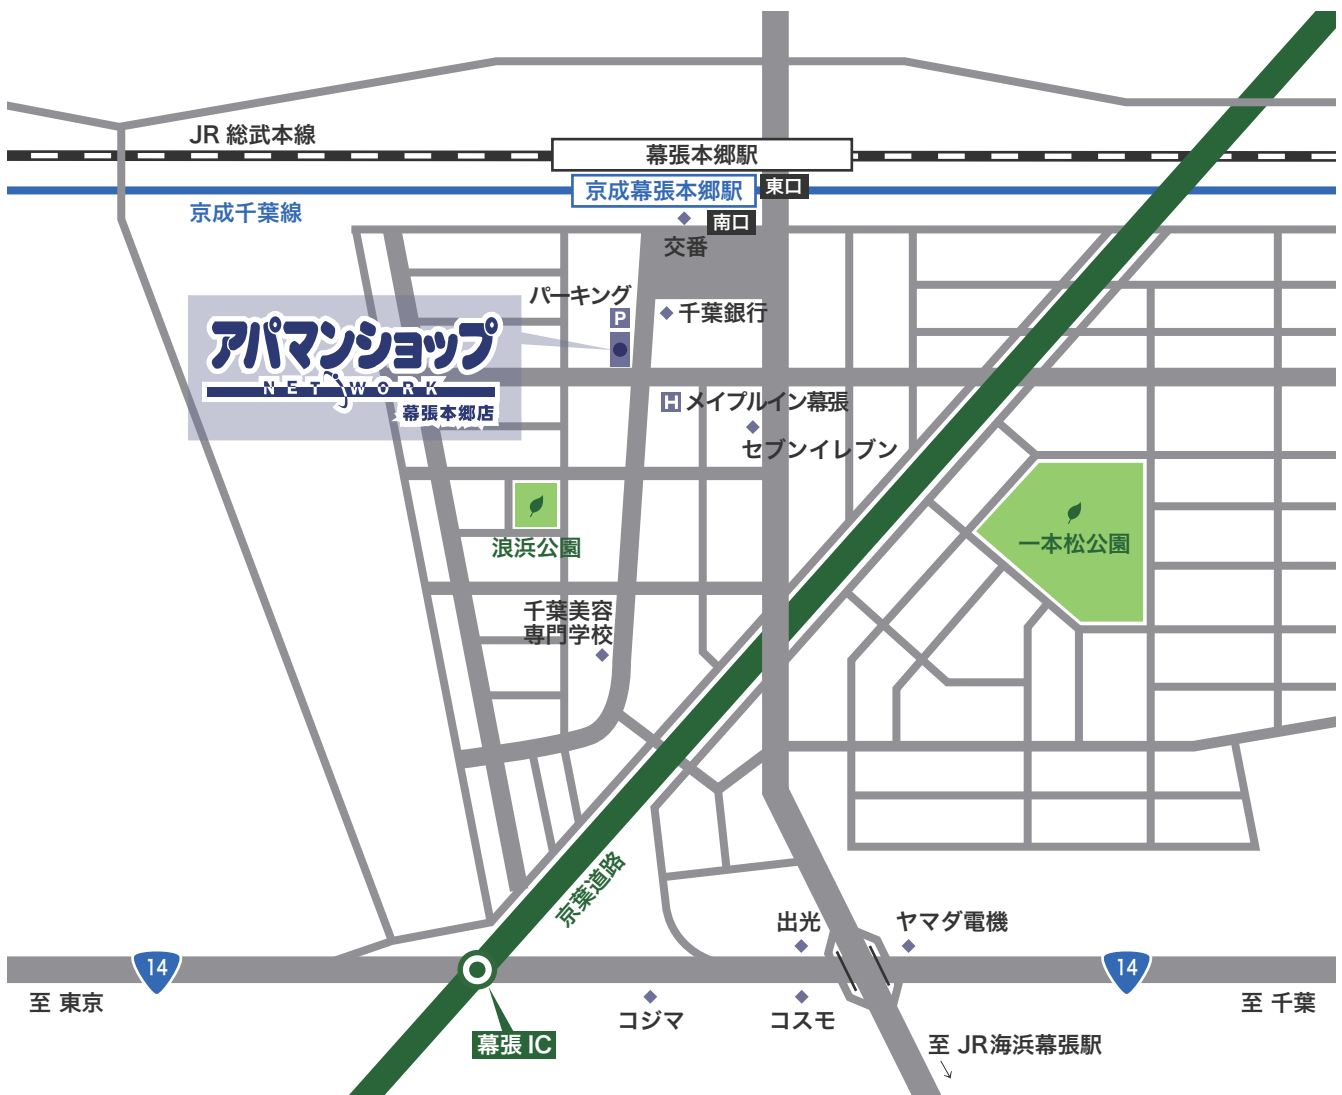 JR 総武本線
幕張本郷駅
京成幕張本郷駅
東口
京成千葉線
南口
交番
パーキング
P
千葉銀行
アパマンショップ
NETWORK
幕張本郷店
H メイプルイン幕張
セブンイレブン
浪浜公園
一本松公園
千葉美容
専門学校
京葉道路
出光
ヤマダ電機
14
14
至 東京
至 千葉
コジマ
コスモ
幕張 IC
至 JR海浜幕張駅